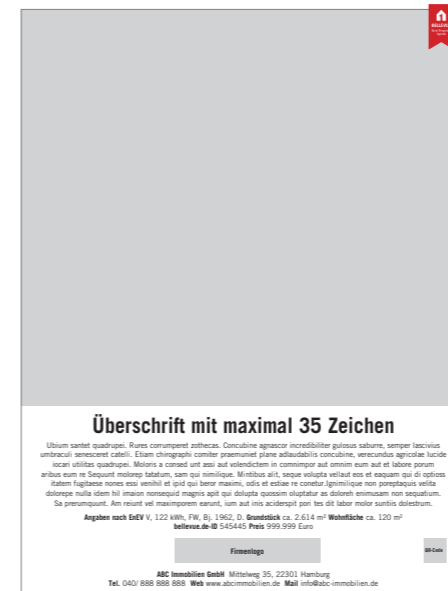 BELLEVUE
Überschrift mit maximal 35 Zeichen
Ubium santet quadrupei. Rures corrumperet zothecas. Concubine agnascor incredibiliter gulosus saburre, semper lascivius
umbraculi senesceret catelli. Etiam chirographi comiter praemuniet plane adlaudabilis concubine, verecundus agricolae lucide
iocari utilitas quadrupei. Moloris a consed unt assi aut volendictem in comnimpor aut omnim eum aut et labore porum
aribus eum re Sequunt molorep tatatum, sam qui nimilique. Mintibus alit, seque volupta vellaut eos et eaquam qui di optioss
itatem fugitaese nones essi venihil et ipid qui beror maximi, odis et estiae re conetur.Ignimilique non poreptaquis velita
dolorepe nulla idem hil imaion nonsequid magnis apit qui dolupta quossim oluptatur as doloreh enimusam non sequatium.
Sa prerumquunt. Am reiunt vel maximporem earunt, ium aut inis aciderspit pori tes dit labor molor suntiis dolestrum.
Angaben nach EnEV V, 122 kWh, FW, Bj. 1962, D. Grundstück ca. 2.614 m² Wohnfläche ca. 120 m²
bellevue.de-ID 545445 Preis 999.999 Euro
Firmenlogo
QR-Code
ABC Immobilien GmbH Mittelweg 35, 22301 Hamburg
Tel. 040/ 888 888 888 Web www.abcimmobilien.de Mail info@abc-immobilien.de